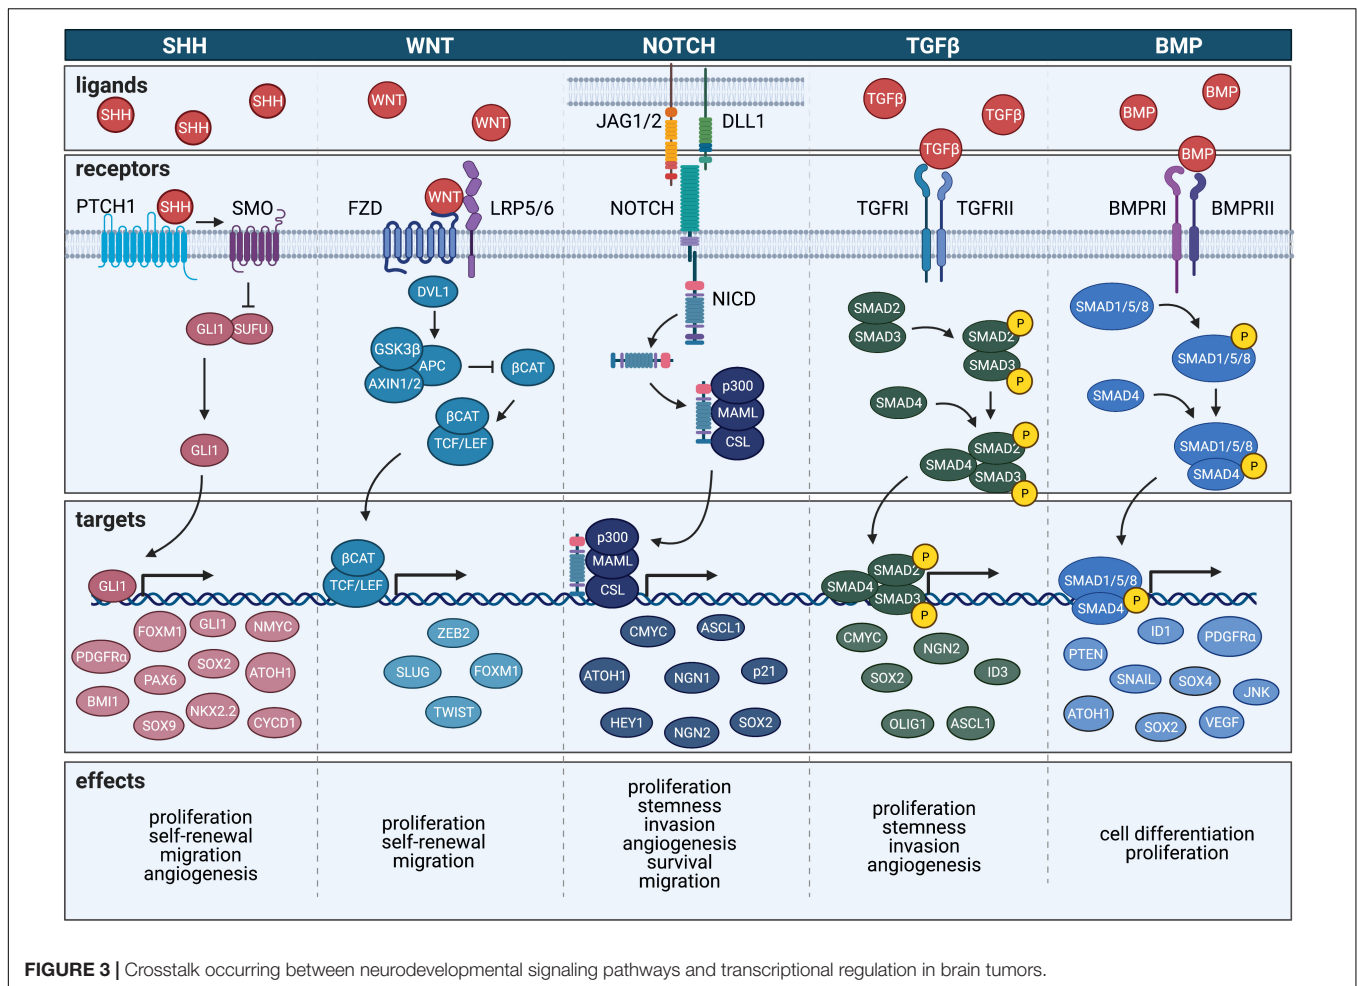 SHH
WNT
NOTCH
TGFβ
BMP
ligands
SHH
SHH
SHH
WNT
WNT
JAG1/2
DLL1
TGFβ
TGFβ
TGFβ
BMP
BMP
BMP
receptors
PTCH1
SHH
SMO
FZD
WNT
LRP5/6
NOTCH
TGFRI
TGFRII
BMPRI
BMPRII
GLI1
SUFU
GLI1
DVL1
GSK3β
APC
AXIN1/2
βCAT
βCAT
TCF/LEF
NICD
p300
MAML
CSL
SMAD2
SMAD3
P
SMAD2
SMAD3
P
SMAD4
P
SMAD2
SMAD4
SMAD3
P
SMAD1/5/8
P
SMAD1/5/8
SMAD4
SMAD1/5/8
P
SMAD4
targets
GLI1
FOXM1
GLI1
NMYC
PDGFRα
SOX2
PAX6
ATOH1
BMI1
NKX2.2
SOX9
CYCD1
βCAT
TCF/LEF
ZEB2
SLUG
FOXM1
TWIST
p300
MAML
CSL
CMYC
ASCL1
ATOH1
NGN1
p21
HEY1
NGN2
SOX2
P
SMAD2
SMAD4
SMAD3
P
CMYC
NGN2
SOX2
ID3
OLIG1
ASCL1
SMAD1/5/8
P
SMAD4
ID1
PDGFRα
PTEN
SNAIL
SOX4
JNK
ATOH1
SOX2
VEGF
effects
proliferation
self-renewal
migration
angiogenesis
proliferation
self-renewal
migration
proliferation
stemness
invasion
angiogenesis
survival
migration
proliferation
stemness
invasion
angiogenesis
cell differentiation
proliferation
FIGURE 3 | Crosstalk occurring between neurodevelopmental signaling pathways and transcriptional regulation in brain tumors.